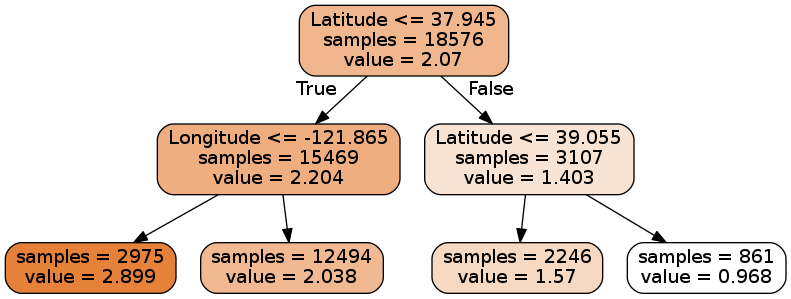 Latitude <= 37.945
samples = 18576
value = 2.07
True
False
Longitude <= -121.865
samples = 15469
value = 2.204
Latitude <= 39.055
samples = 3107
value = 1.403
samples = 2975
value = 2.899
samples = 12494
value = 2.038
samples = 2246
value = 1.57
samples = 861
value = 0.968